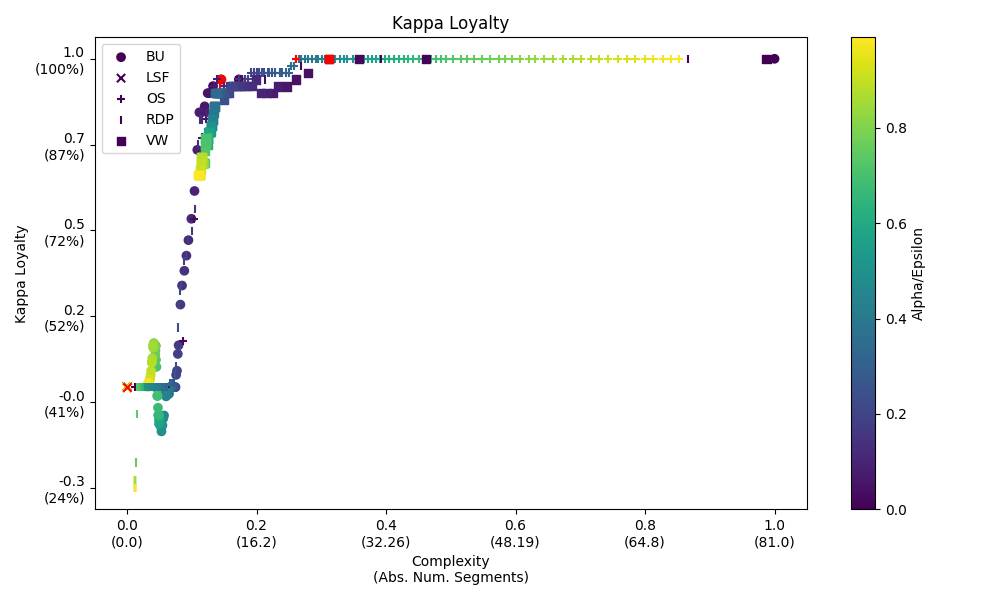 Kappa Loyalty
BU
LSF
OS
RDP
VW
1.0
(100%)
0.7
(87%)
0.5
(72%)
0.2
(52%)
-0.0
(41%)
-0.3
(24%)
Kappa Loyalty
0.0
(0.0)
0.2
(16.2)
0.4
(32.26)
0.6
(48.19)
0.8
(64.8)
1.0
(81.0)
Complexity
(Abs. Num. Segments)
0.8
0.6
0.4
0.2
0.0
Alpha/Epsilon